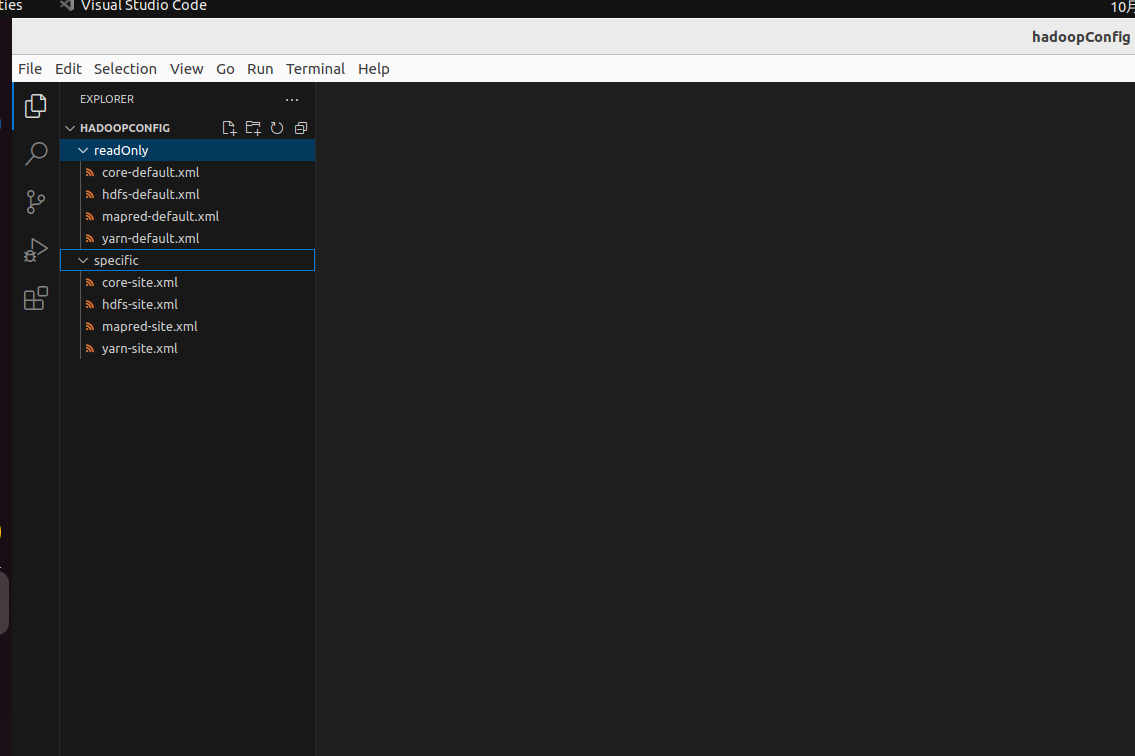 ties Visual Studio Code 10月
hadoopConfig
File Edit Selection View Go Run Terminal Help
EXPLORER
HADOOPCONFIG
readOnly
core-default.xml
hdfs-default.xml
mapred-default.xml
yarn-default.xml
specific
core-site.xml
hdfs-site.xml
mapred-site.xml
yarn-site.xml